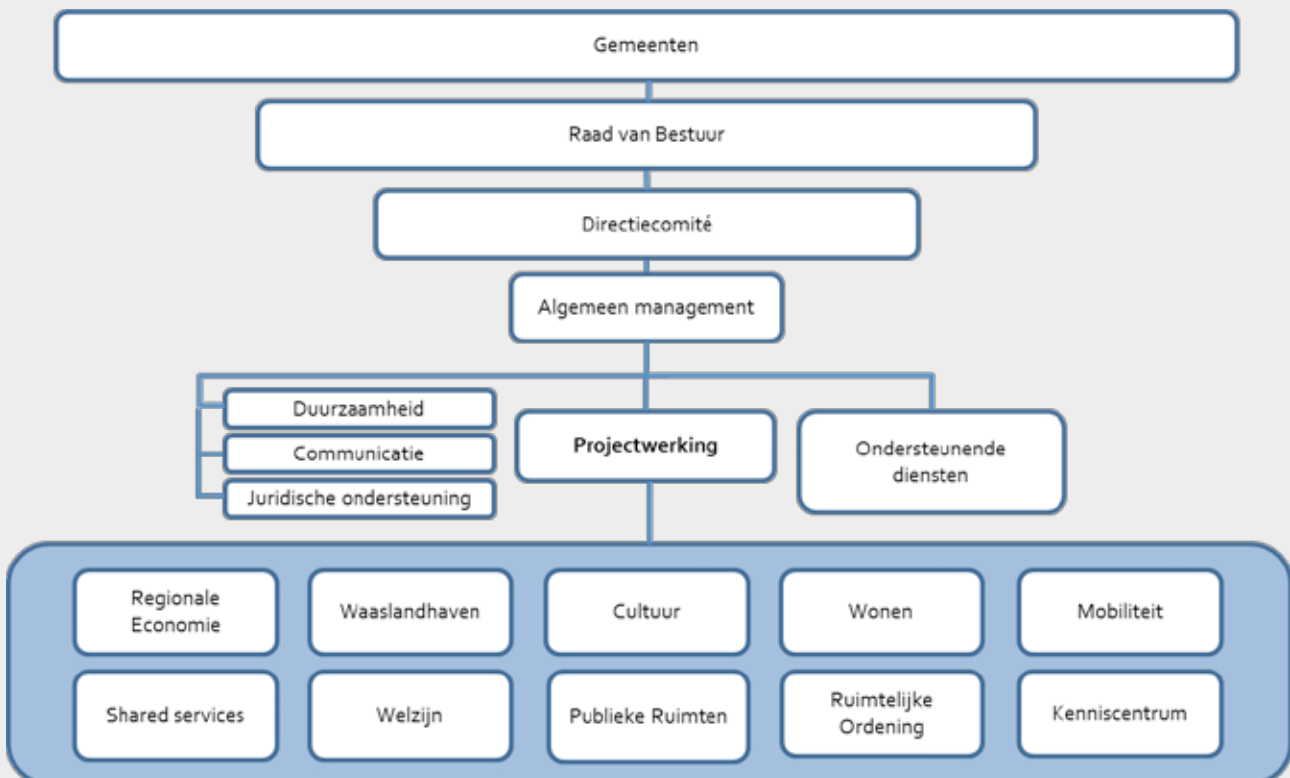 Gemeenten
Raad van Bestuur
Directiecomité
Algemeen management
Duurzaamheid
Communicatie
Juridische ondersteuning
Projectwerking
Ondersteunende
diensten
Regionale
Economie
Waaslandhaven
Cultuur
Wonen
Mobiliteit
Shared services
Welzijn
Publieke Ruimten
Ruimtelijke
Ordening
Kenniscentrum